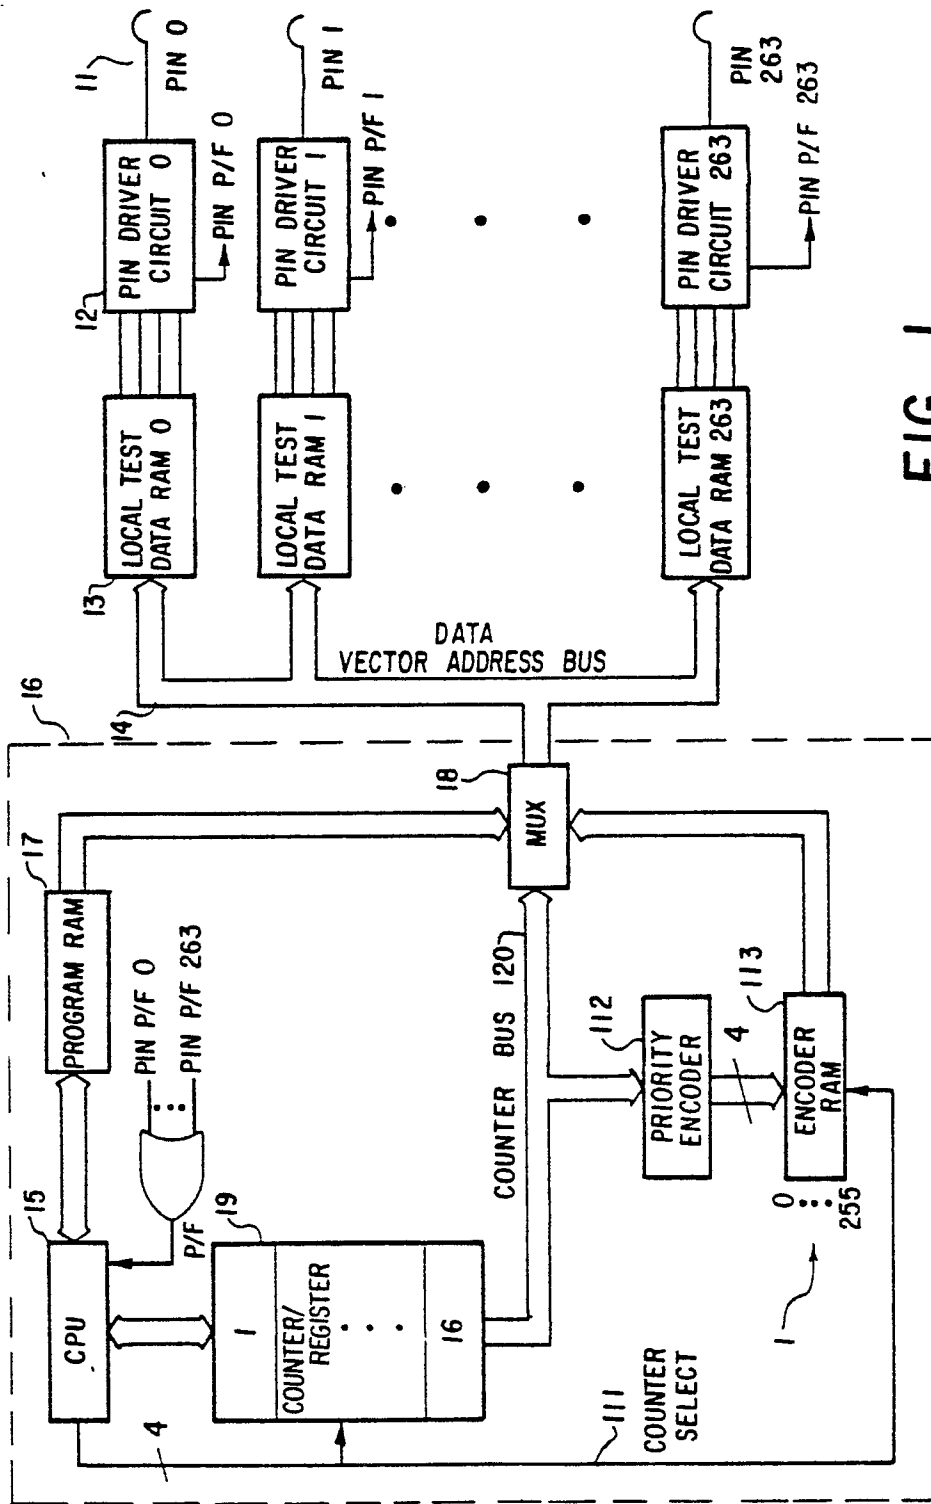 11
PIN 0
12
PIN DRIVER
CIRCUIT 0
PIN P/F 0
13
LOCAL TEST
DATA RAM 0
PIN 1
PIN DRIVER
CIRCUIT 1
PIN P/F 1
LOCAL TEST
DATA RAM 1
PIN
263
PIN DRIVER
CIRCUIT 263
PIN P/F 263
LOCAL TEST
DATA RAM 263
DATA
VECTOR ADDRESS BUS
14
16
15
CPU
17
PROGRAM RAM
PIN P/F 0
PIN P/F 263
P/F
18
MUX
19
1
COUNTER/
REGISTER
16
COUNTER BUS 120
112
PRIORITY
ENCODER
4
113
ENCODER
RAM
0
255
1
4
111
COUNTER
SELECT
FIG. 1